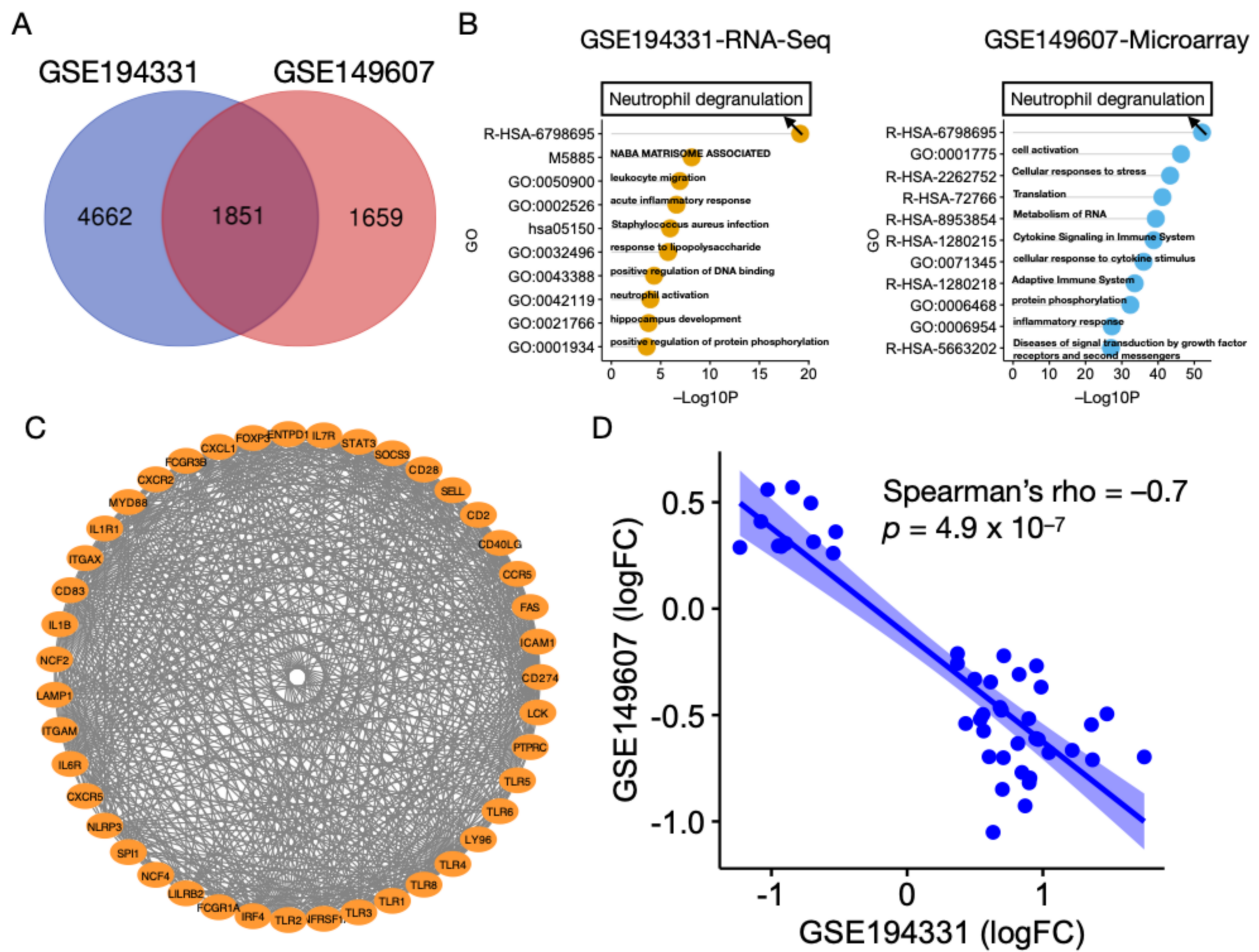 A
GSE194331
GSE149607
4662
1851
1659
B
GSE194331-RNA-Seq
Neutrophil degranulation
GO
R-HSA-6798695
M5885
NABA MATRISOME ASSOCIATED
GO:0050900
leukocyte migration
GO:0002526
acute inflammatory response
hsa05150
Staphylococcus aureus infection
GO:0032496
response to lipopolysaccharide
GO:0043388
positive regulation of DNA binding
GO:0042119
neutrophil activation
GO:0021766
hippocampus development
GO:0001934
positive regulation of protein phosphorylation
0 5 10 15 20
–Log10P
GSE149607-Microarray
Neutrophil degranulation
GO
R-HSA-6798695
GO:0001775
cell activation
R-HSA-2262752
Cellular responses to stress
R-HSA-72766
Translation
R-HSA-8953854
Metabolism of RNA
R-HSA-1280215
Cytokine Signaling in Immune System
GO:0071345
cellular response to cytokine stimulus
R-HSA-1280218
Adaptive Immune System
GO:0006468
protein phosphorylation
GO:0006954
inflammatory response
R-HSA-5663202
Diseases of signal transduction by growth factor
receptors and second messengers
0 10 20 30 40 50
–Log10P
C
ENTPD1
IL7R
STAT3
SOCS3
CD28
SELL
CD2
CD40LG
CCR5
FAS
ICAM1
CD274
LCK
PTPRC
TLR5
TLR6
LY96
TLR4
TLR8
TLR1
TLR3
NFRSF1
TLR2
IRF4
FCGR1A
LILRB2
NCF4
SPI1
NLRP3
CXCR5
IL6R
ITGAM
LAMP1
NCF2
IL1B
CD83
ITGAX
IL1R1
MYD88
CXCR2
FCGR3B
CXCL1
FOXP3
D
Spearman's rho = –0.7
p = 4.9 x 10–7
GSE149607 (logFC)
0.5
0.0
-0.5
-1.0
-1 0 1
GSE194331 (logFC)